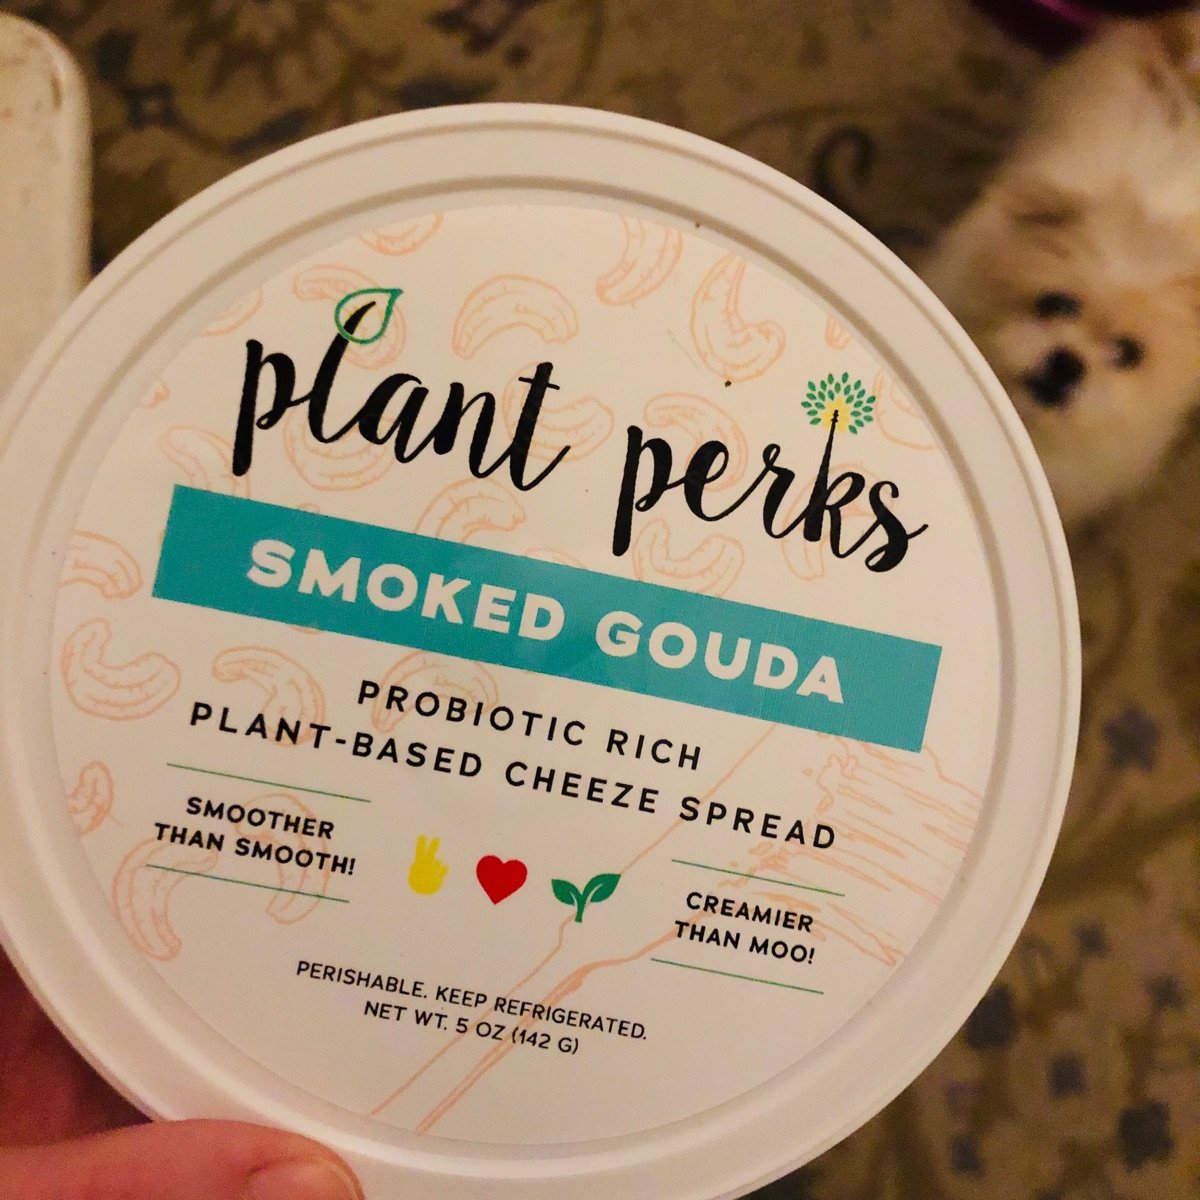 plant perks
SMOKED GOUDA
PROBIOTIC RICH
PLANT-BASED CHEEZE SPREAD
SMOOTHER
THAN SMOOTH!
CREAMIER
THAN MOO!
PERISHABLE. KEEP REFRIGERATED.
NET WT. 5 OZ (142 G)